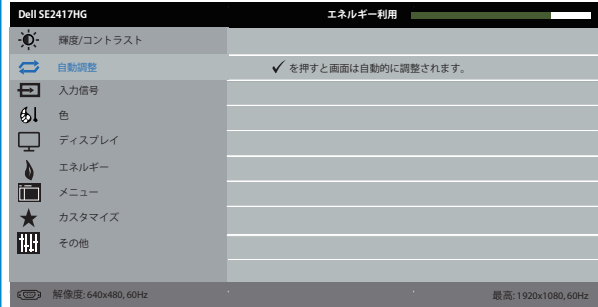 Dell SE2417HG
エネルギー利用
輝度/コントラスト
自動調整
✓ を押すと画面は自動的に調整されます。
入力信号
色
ディスプレイ
エネルギー
メニュー
カスタマイズ
その他
解像度: 640x480, 60Hz
最高: 1920x1080, 60Hz